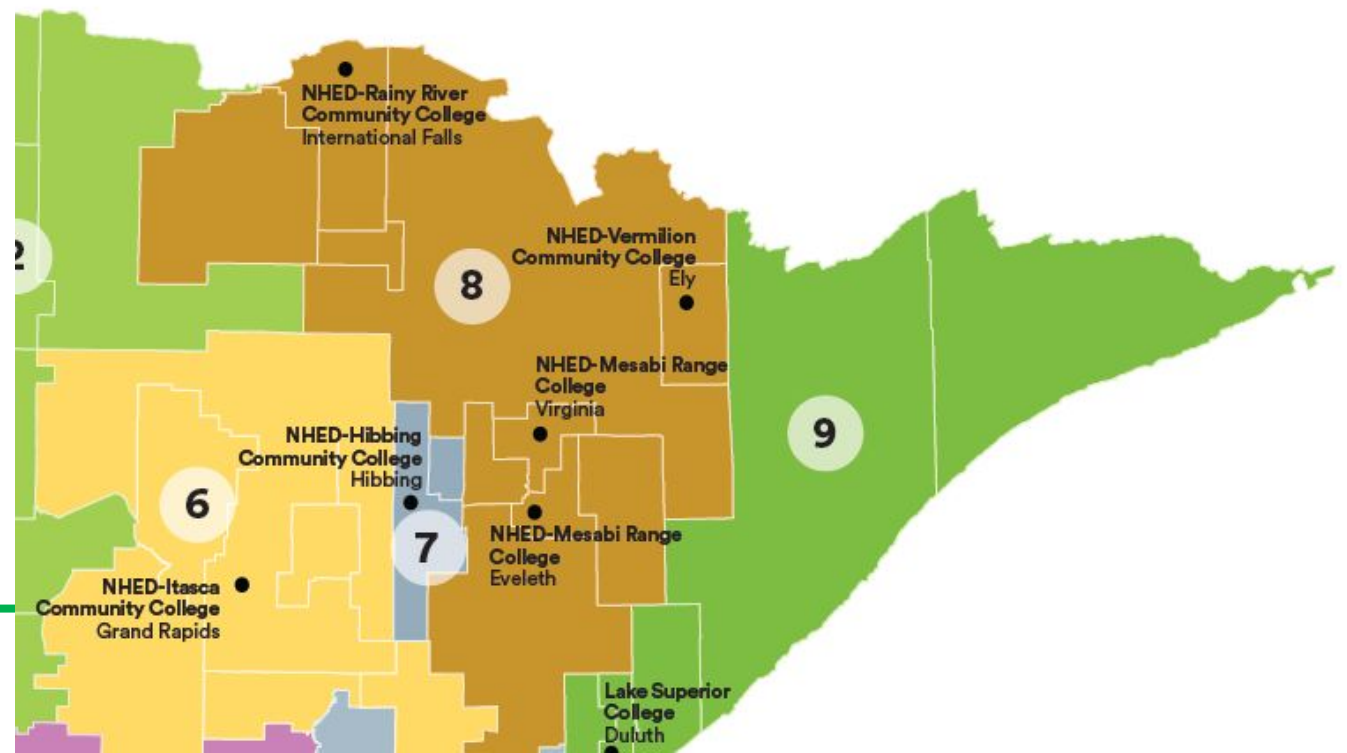 NHED-Rainy River
Community College
International Falls
2
8
NHED-Vermilion
Community College
Ely
NHED-Mesabi Range
College
Virginia
9
NHED-Hibbing
Community College
Hibbing
6
7
NHED-Mesabi Range
College
Eveleth
NHED-Itasca
Community College
Grand Rapids
Lake Superior
College
Duluth